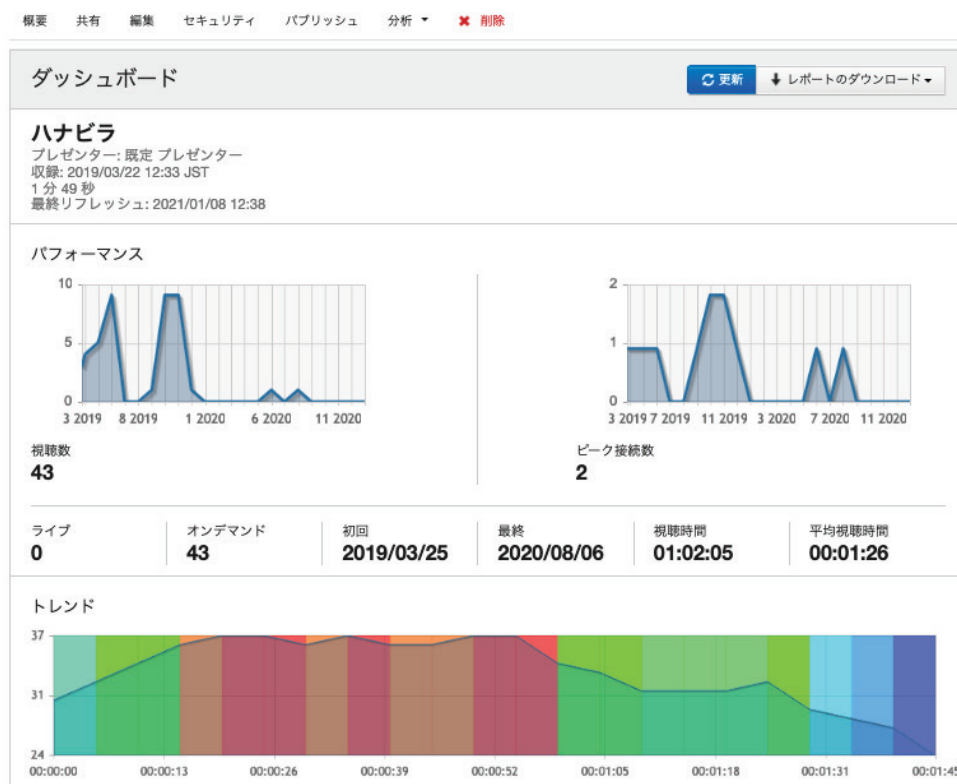 概要 共有 編集 セキュリティ パブリッシュ 分析 削除
ダッシュボード
更新 レポートのダウンロード
ハナビラ
プレゼンター: 既定 プレゼンター
収録: 2019/03/22 12:33 JST
1 分 49 秒
最終リフレッシュ: 2021/01/08 12:38
パフォーマンス
10
5
0
3 2019 8 2019 1 2020 6 2020 11 2020
視聴数
43
2
1
0
3 2019 7 2019 11 2019 3 2020 7 2020 11 2020
ピーク接続数
2
ライブ オンデマンド 初回 最終 視聴時間 平均視聴時間
0 43 2019/03/25 2020/08/06 01:02:05 00:01:26
トレンド
37
31
24
00:00:00 00:00:13 00:00:26 00:00:39 00:00:52 00:01:05 00:01:18 00:01:31 00:01:45